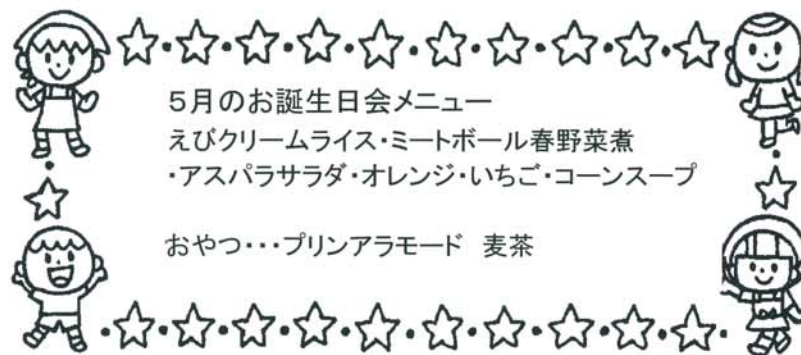 ５月のお誕生日会メニュー
えびクリームライス・ミートボール春野菜煮
・アスパラサラダ・オレンジ・いちご・コーンスープ
おやつ・・・プリンアラモード　麦茶